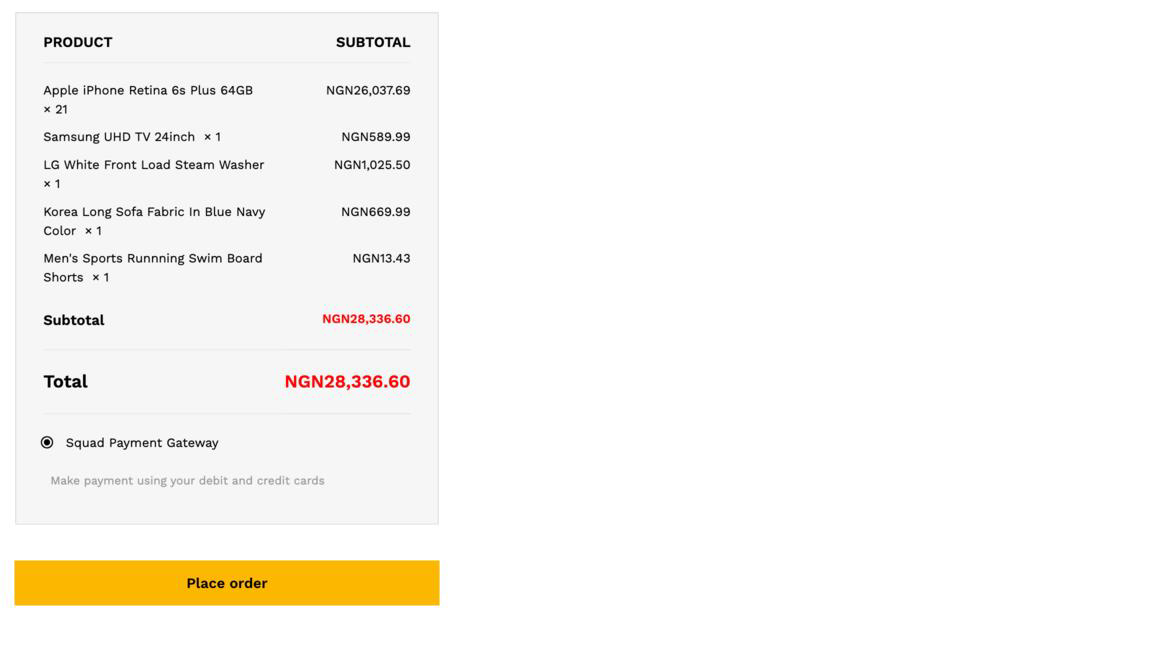 PRODUCT SUBTOTAL
Apple iPhone Retina 6s Plus 64GB NGN26,037.69
× 21
Samsung UHD TV 24inch × 1 NGN589.99
LG White Front Load Steam Washer NGN1,025.50
× 1
Korea Long Sofa Fabric In Blue Navy NGN669.99
Color × 1
Men's Sports Runnning Swim Board NGN13.43
Shorts × 1
Subtotal NGN28,336.60
Total NGN28,336.60
Squad Payment Gateway
Make payment using your debit and credit cards
Place order